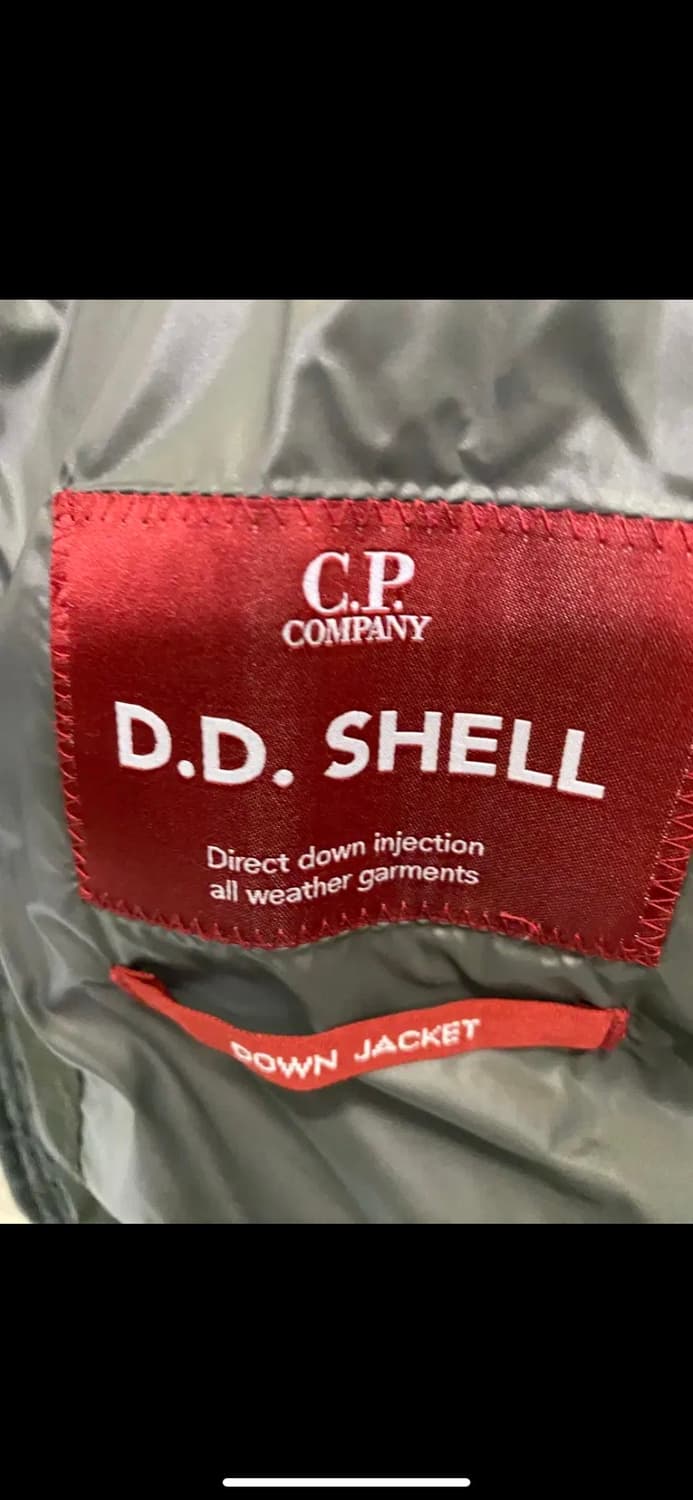 C.P.
COMPANY
D.D. SHELL
Direct down injection
all weather garments
DOWN JACKET